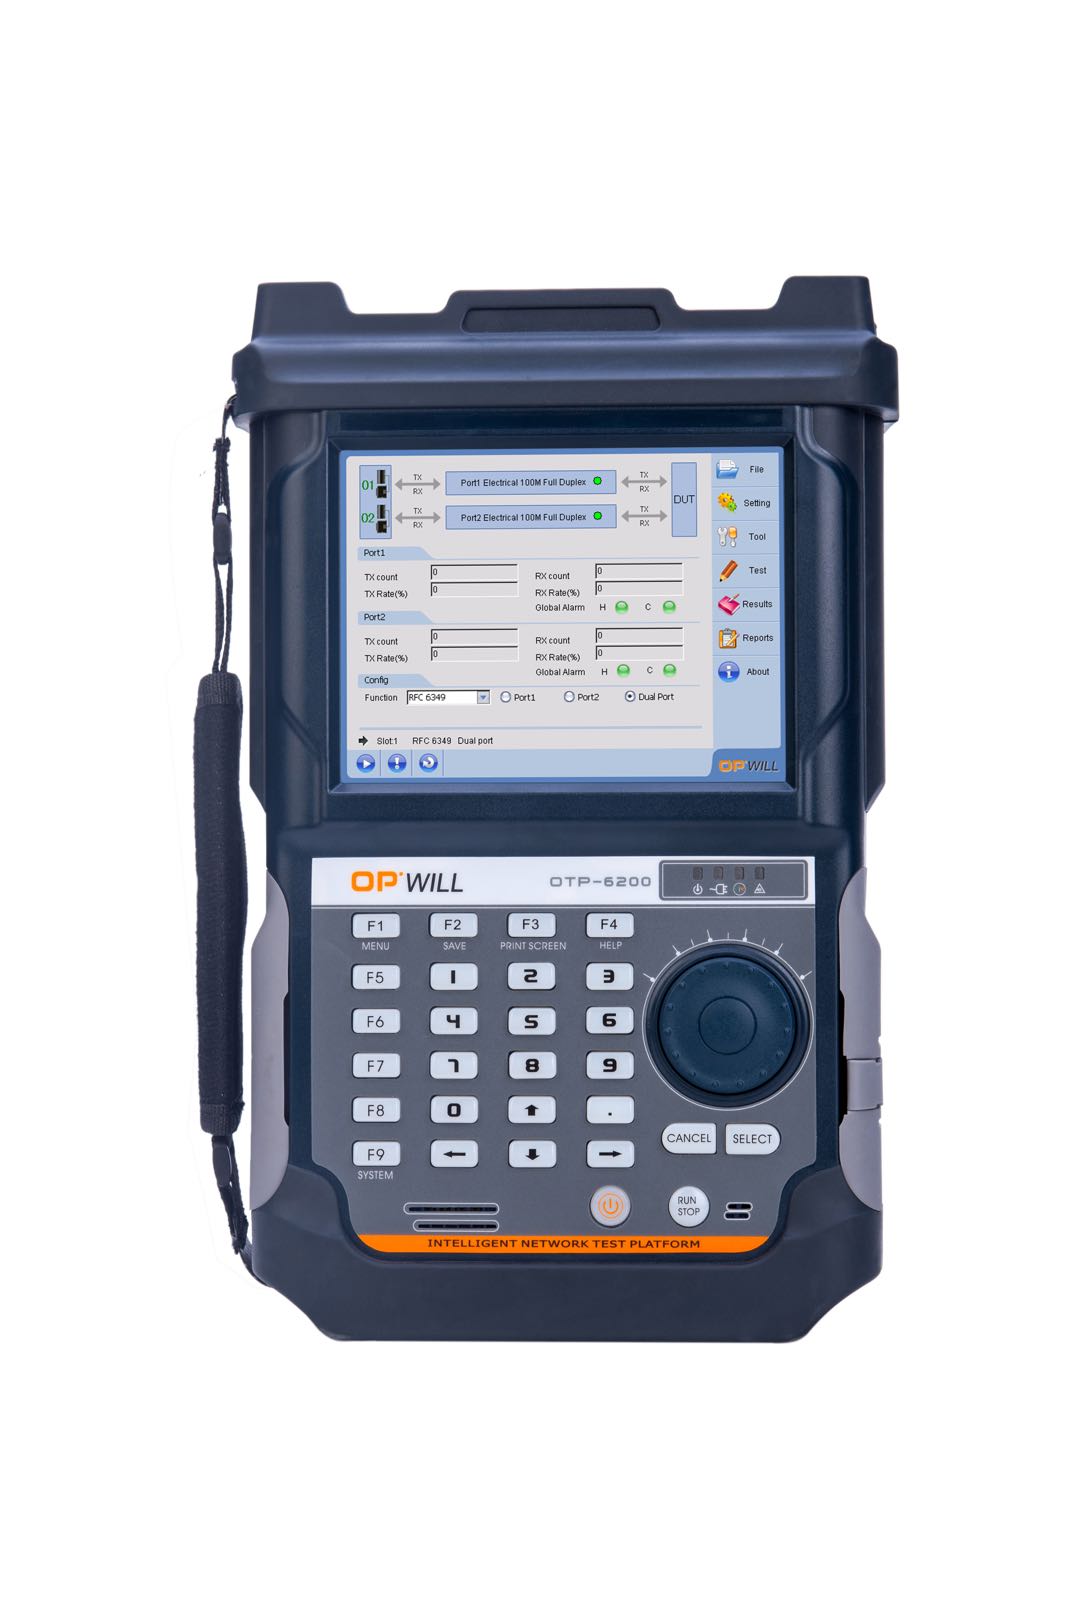 01 TX RX Port1 Electrical 100M Full Duplex TX RX
02 TX RX Port2 Electrical 100M Full Duplex TX RX
DUT
Port1
TX count 0 RX count 0
TX Rate(%) 0 RX Rate(%) 0
Global Alarm H C
Port2
TX count 0 RX count 0
TX Rate(%) 0 RX Rate(%) 0
Global Alarm H C
Config
Function RFC 6349 Port1 Port2 Dual Port
Slot:1 RFC 6349 Dual port
File
Setting
Tool
Test
Results
Reports
About
OPWILL
OPWILL OTP-6200
F1 F2 F3 F4
MENU SAVE PRINT SCREEN HELP
F5 1 2 3
F6 4 5 6
F7 7 8 9
F8 0 .
F9
SYSTEM
CANCEL SELECT
RUN
STOP
INTELLIGENT NETWORK TEST PLATFORM